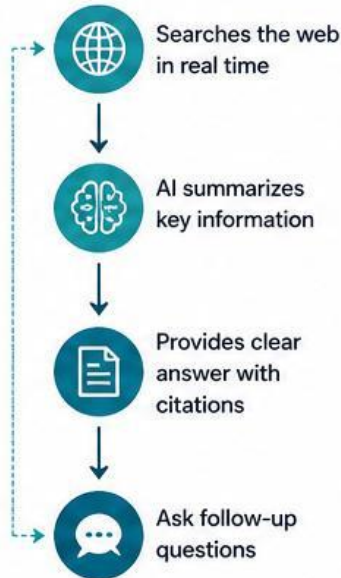 Searches the web
in real time
AI summarizes
key information
Provides clear
answer with
citations
Ask follow-up
questions